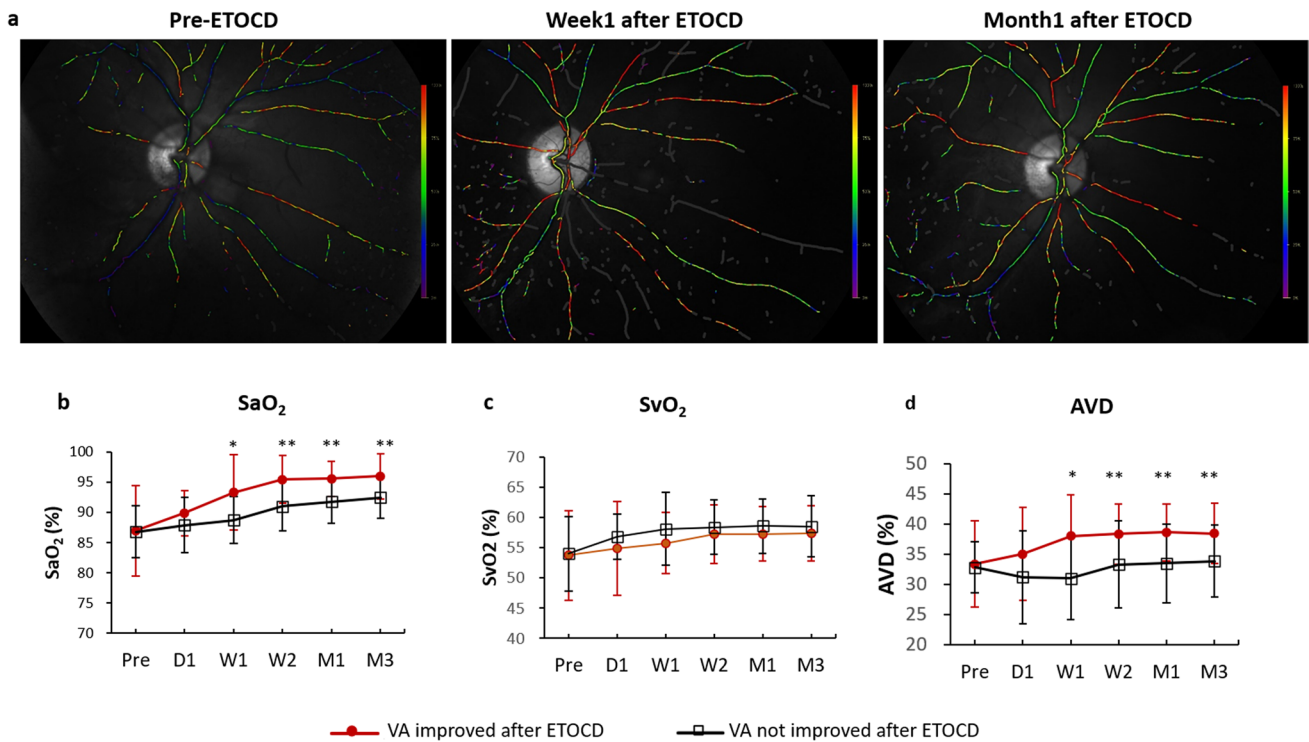 a
Pre-ETOCD
Week1 after ETOCD
Month1 after ETOCD
b
SaO₂
SaO₂ (%)
100
95
90
85
80
75
70
* ** ** **
Pre D1 W1 W2 M1 M3
c
SvO₂
SvO2 (%)
70
65
60
55
50
45
40
Pre D1 W1 W2 M1 M3
d
AVD
AVD (%)
50
45
40
35
30
25
20
* ** ** **
Pre D1 W1 W2 M1 M3
VA improved after ETOCD
VA not improved after ETOCD